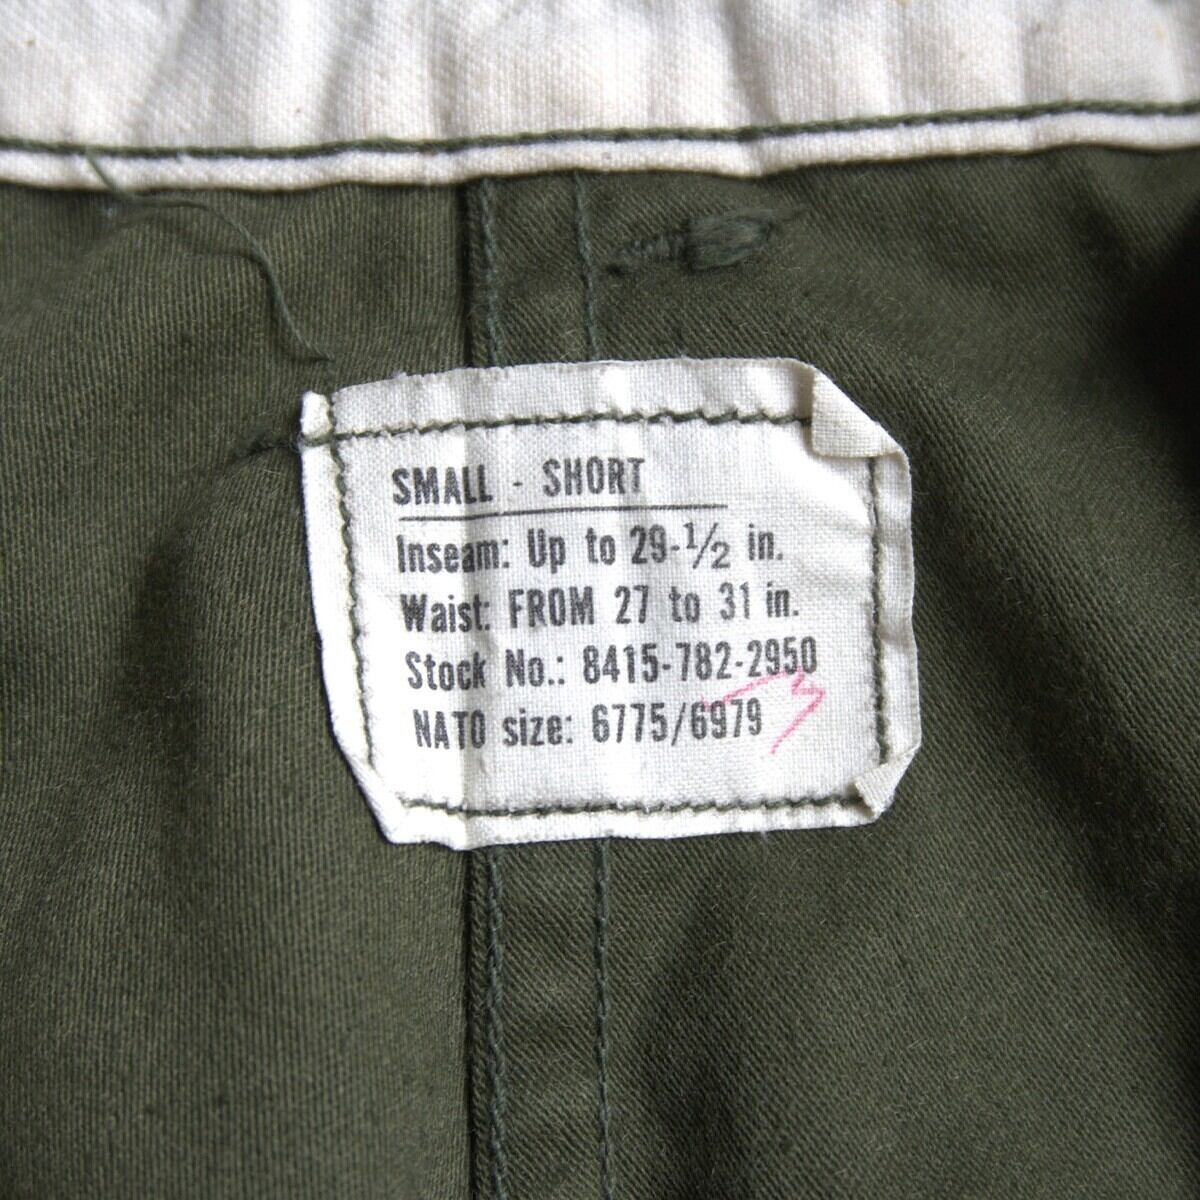 SMALL - SHORT
Inseam: Up to 29-1/2 in.
Waist: FROM 27 to 31 in.
Stock No.: 8415-782-2950
NATO size: 6775/6979